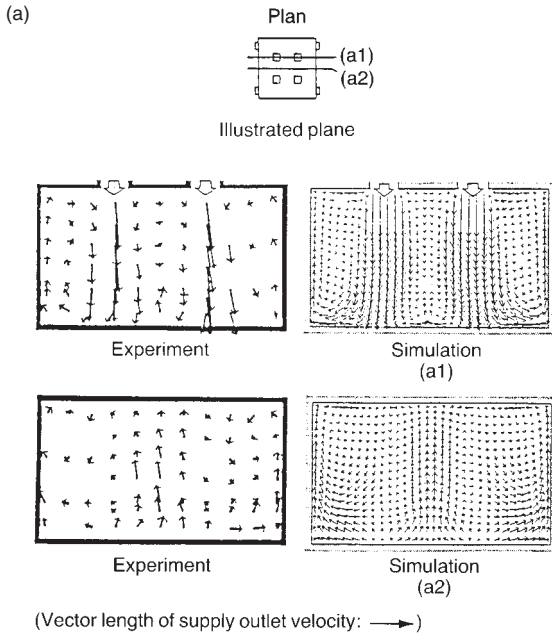 (a)
Plan
(a1)
(a2)
Illustrated plane
Experiment
Simulation
(a1)
Experiment
Simulation
(a2)
(Vector length of supply outlet velocity: )